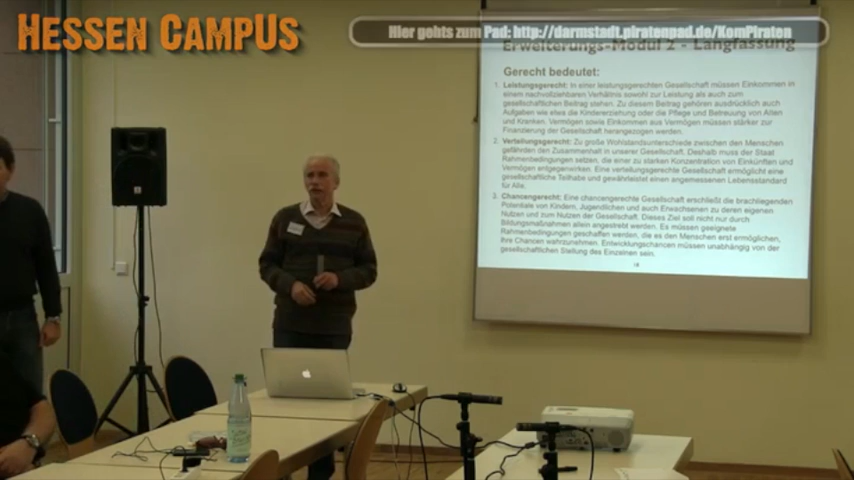 HESSEN CAMPUS
Hier gehts zum Pad: http://darmstadt.piratenpad.de/KomPiraten
Erweiterungs-Modul 2 - Langfassung
Gerecht bedeutet:
1. Leistungsgerecht: In einer leistungsgerechten Gesellschaft müssen Einkommen in
einem nachvollziehbaren Verhältnis sowohl zur Leistung als auch zum
gesellschaftlichen Beitrag stehen. Zu diesem Beitrag gehören ausdrücklich auch
Aufgaben wie etwa die Kindererziehung oder die Pflege und Betreuung von Alten
und Kranken. Vermögen sowie Einkommen aus Vermögen müssen stärker zur
Finanzierung der Gesellschaft herangezogen werden.
2. Verteilungsgerecht: Zu große Wohlstandsunterschiede zwischen den Menschen
gefährden den Zusammenhalt in unserer Gesellschaft. Deshalb muss der Staat
Rahmenbedingungen setzen, die einer zu starken Konzentration von Einkünften und
Vermögen entgegenwirken. Eine verteilungsgerechte Gesellschaft ermöglicht eine
gesellschaftliche Teilhabe und gewährleistet einen angemessenen Lebensstandard
für Alle.
3. Chancengerecht: Eine chancengerechte Gesellschaft erschließt die brachliegenden
Potentiale von Kindern, Jugendlichen und auch Erwachsenen zu deren eigenen
Nutzen und zum Nutzen der Gesellschaft. Dieses Ziel soll nicht nur durch
Bildungsmaßnahmen allein angestrebt werden. Es müssen geeignete
Rahmenbedingungen geschaffen werden, die es den Menschen erst ermöglichen,
ihre Chancen wahrzunehmen. Entwicklungschancen müssen unabhängig von der
gesellschaftlichen Stellung des Einzelnen sein.